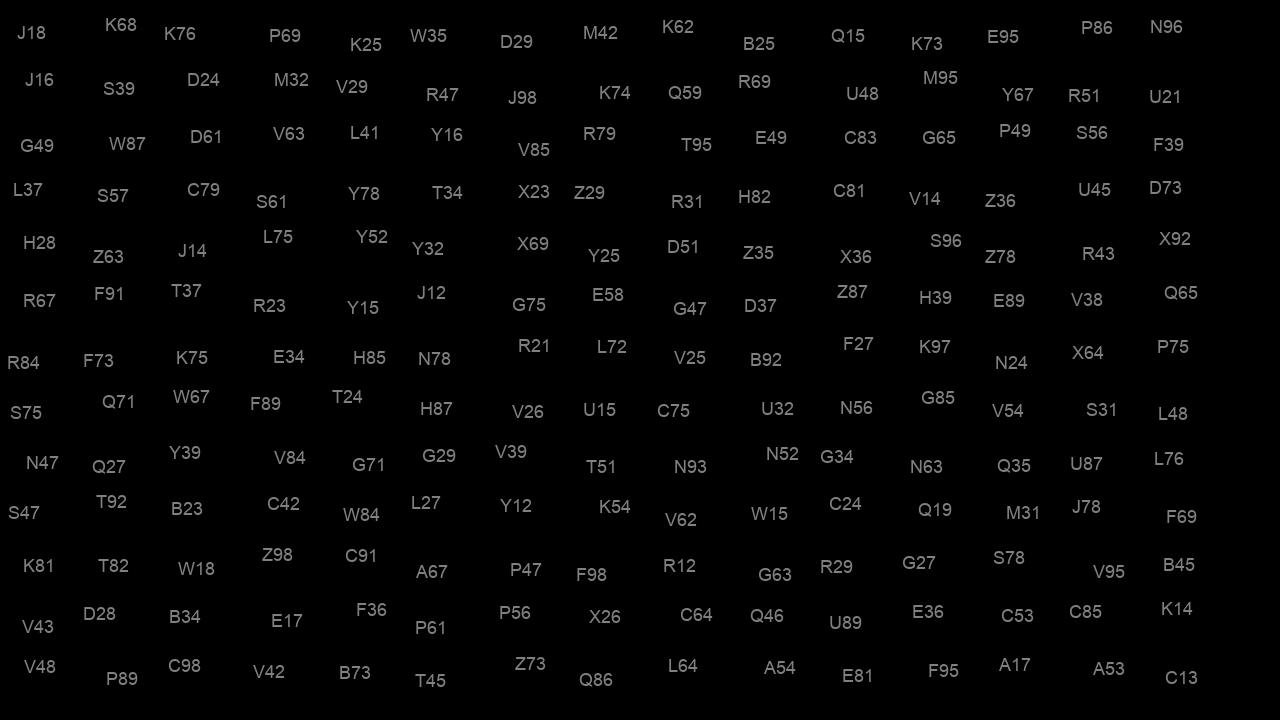 J18 K68 K76 P69 K25 W35 D29 M42 K62 B25 Q15 K73 E95 P86 N96
J16 S39 D24 M32 V29 R47 J98 K74 Q59 R69 U48 M95 Y67 R51 U21
G49 W87 D61 V63 L41 Y16 V85 R79 T95 E49 C83 G65 P49 S56 F39
L37 S57 C79 S61 Y78 T34 X23 Z29 R31 H82 C81 V14 Z36 U45 D73
H28 Z63 J14 L75 Y52 Y32 X69 Y25 D51 Z35 X36 S96 Z78 R43 X92
R67 F91 T37 R23 Y15 J12 G75 E58 G47 D37 Z87 H39 E89 V38 Q65
R84 F73 K75 E34 H85 N78 R21 L72 V25 B92 F27 K97 N24 X64 P75
S75 Q71 W67 F89 T24 H87 V26 U15 C75 U32 N56 G85 V54 S31 L48
N47 Q27 Y39 V84 G71 G29 V39 T51 N93 N52 G34 N63 Q35 U87 L76
S47 T92 B23 C42 W84 L27 Y12 K54 V62 W15 C24 Q19 M31 J78 F69
K81 T82 W18 Z98 C91 A67 P47 F98 R12 G63 R29 G27 S78 V95 B45
V43 D28 B34 E17 F36 P61 P56 X26 C64 Q46 U89 E36 C53 C85 K14
V48 P89 C98 V42 B73 T45 Z73 Q86 L64 A54 E81 F95 A17 A53 C13